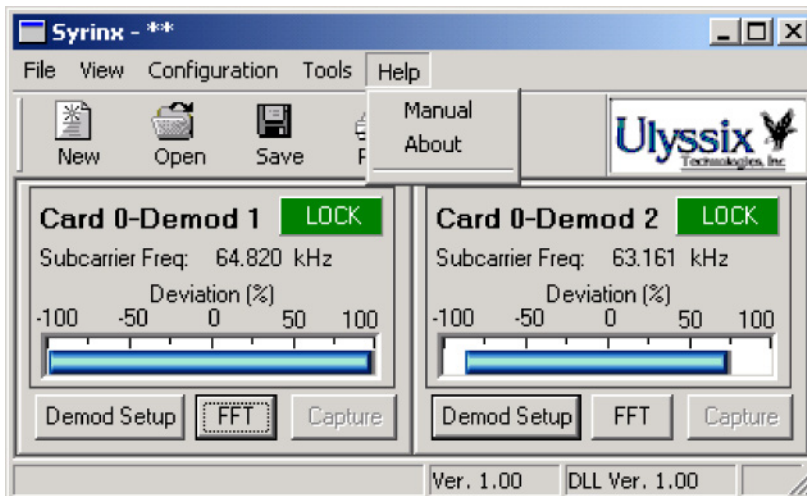 Syrinx - **
File View Configuration Tools Help
Manual
About
New Open Save
Ulyssix
Technologies, Inc
Card 0-Demod 1 LOCK
Subcarrier Freq: 64.820 kHz
Deviation (%)
-100 -50 0 50 100
Demod Setup FFT Capture
Card 0-Demod 2 LOCK
Subcarrier Freq: 63.161 kHz
Deviation (%)
-100 -50 0 50 100
Demod Setup FFT Capture
Ver. 1.00 DLL Ver. 1.00